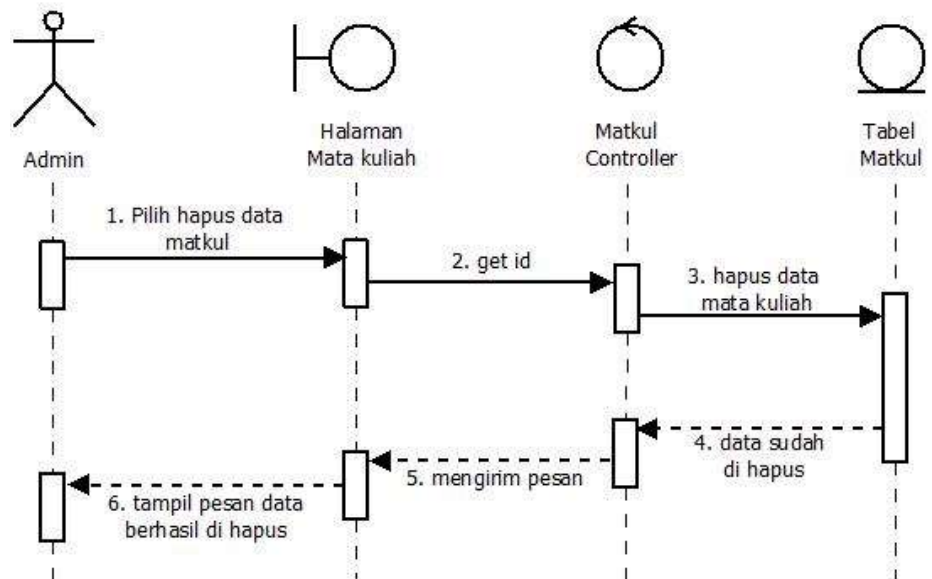 Admin
Halaman
Mata kuliah
Matkul
Controller
Tabel
Matkul
1. Pilih hapus data
matkul
2. get id
3. hapus data
mata kuliah
4. data sudah
di hapus
5. mengirim pesan
6. tampil pesan data
berhasil di hapus